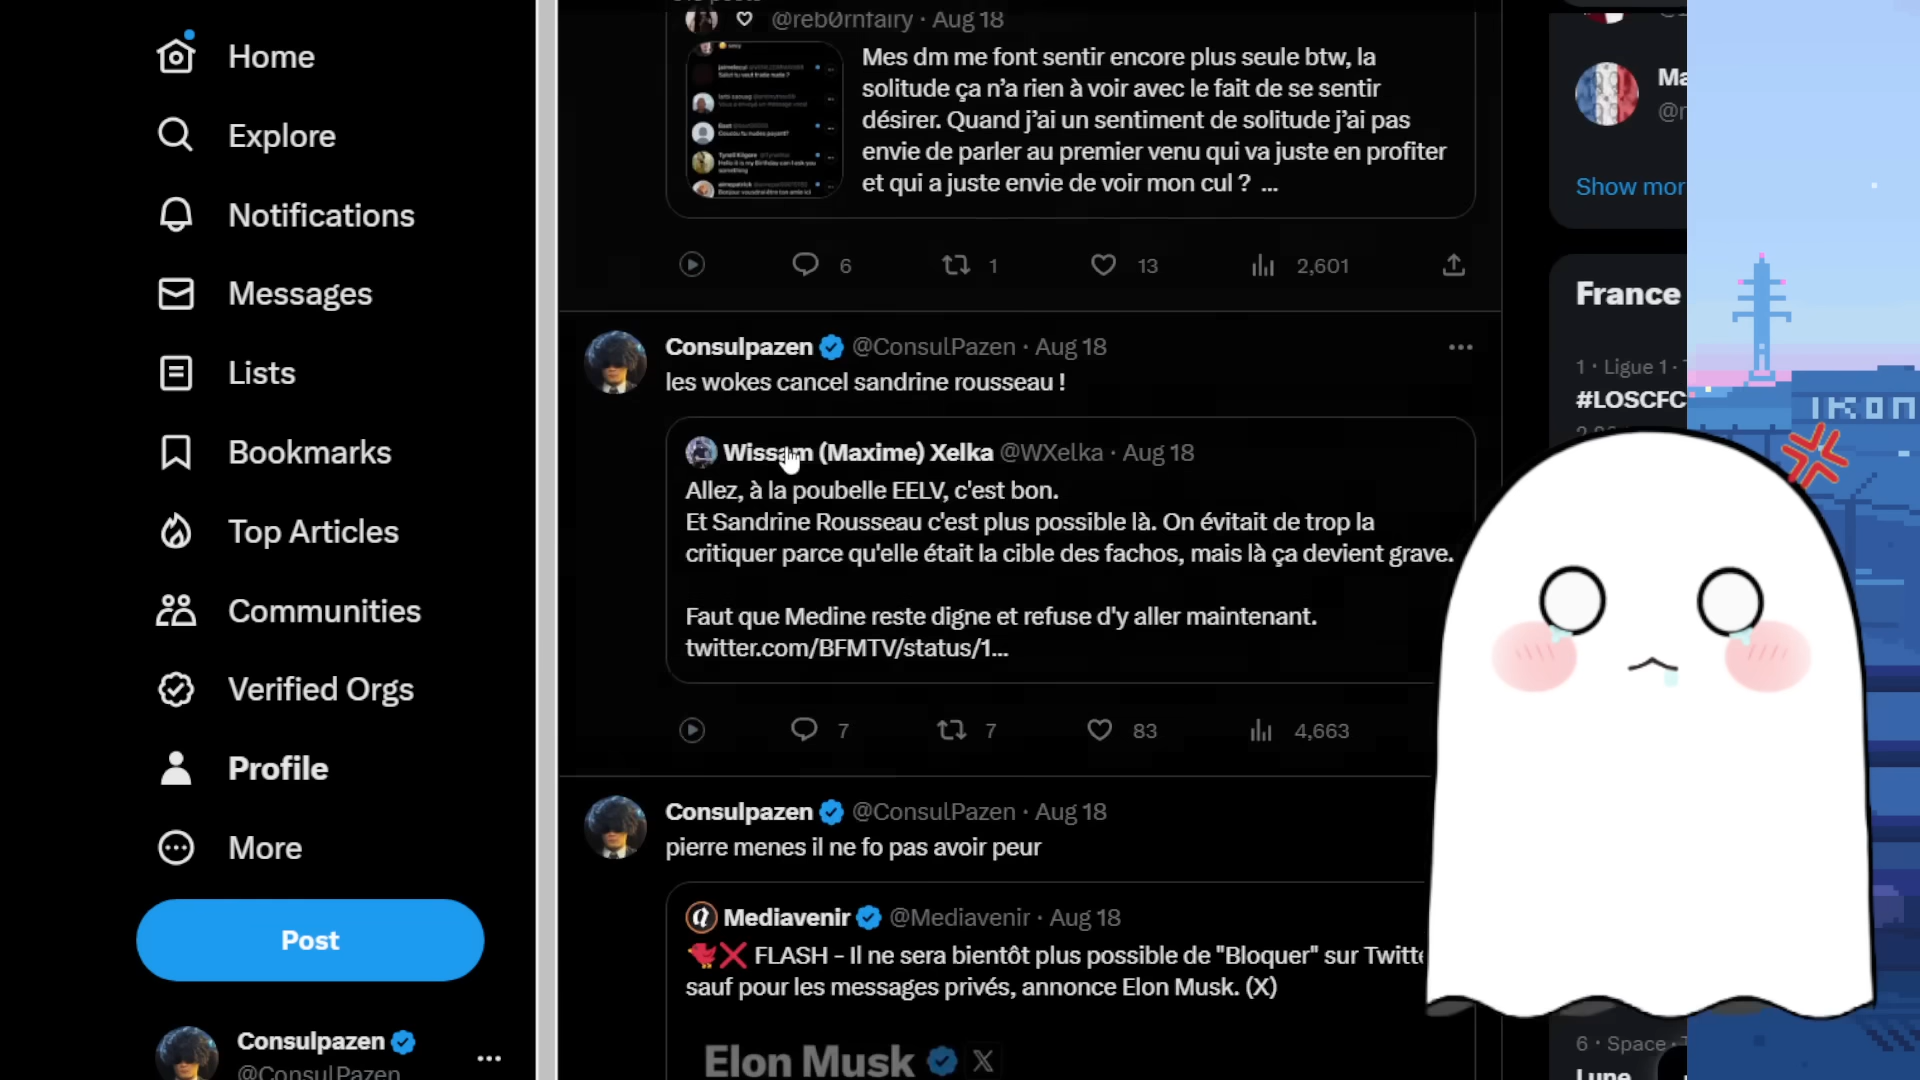 Home
Explore
Notifications
Messages
Lists
Bookmarks
Top Articles
Communities
Verified Orgs
Profile
More
Post
Consulpazen
@ConsulPazen
@reb0rnfairy · Aug 18
Mes dm me font sentir encore plus seule btw, la
solitude ça n’a rien à voir avec le fait de se sentir
désirer. Quand j’ai un sentiment de solitude j’ai pas
envie de parler au premier venu qui va juste en profiter
et qui a juste envie de voir mon cul ? ...
6 1 13 2,601
Consulpazen @ConsulPazen · Aug 18
les wokes cancel sandrine rousseau !
Wissam (Maxime) Xelka @WXelka · Aug 18
Allez, à la poubelle EELV, c'est bon.
Et Sandrine Rousseau c'est plus possible là. On évitait de trop la
critiquer parce qu'elle était la cible des fachos, mais là ça devient grave.
Faut que Medine reste digne et refuse d'y aller maintenant.
twitter.com/BFMTV/status/1...
7 7 83 4,663
Consulpazen @ConsulPazen · Aug 18
pierre menes il ne fo pas avoir peur
Mediavenir @Mediavenir · Aug 18
FLASH - Il ne sera bientôt plus possible de "Bloquer" sur Twitte
sauf pour les messages privés, annonce Elon Musk. (X)
Elon Musk X
Ma
Show mor
France
1 · Ligue 1 ·
#LOSCFC
6 · Space ·
Lune
IKON